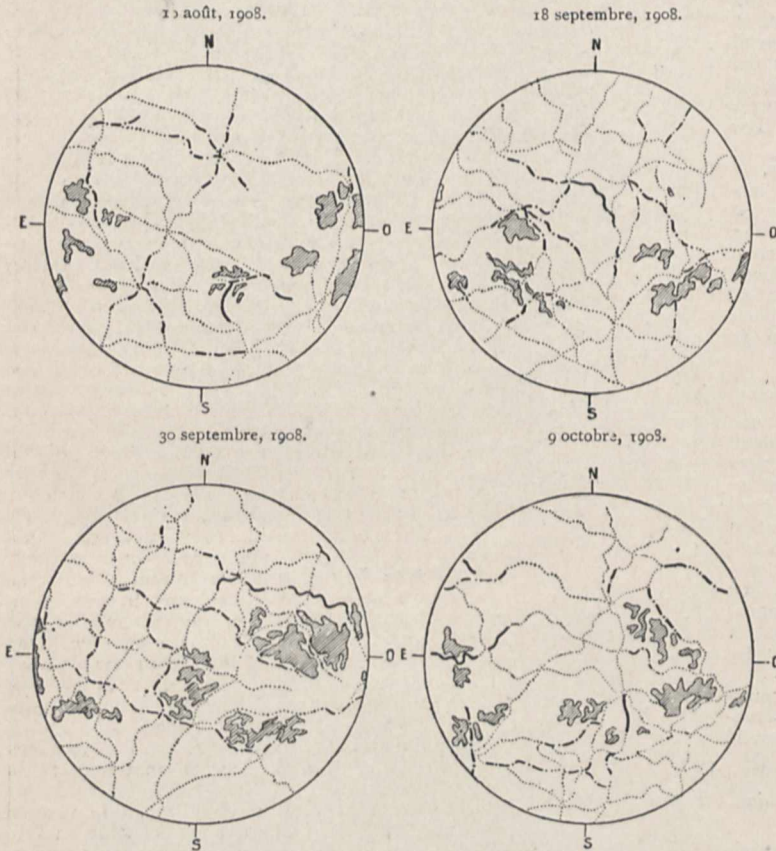 août, 1908.
18 septembre, 1908.
N
N
E
O
E
O
S
S
30 septembre, 1908.
9 octobre, 1908.
N
N
E
O
E
O
S
S